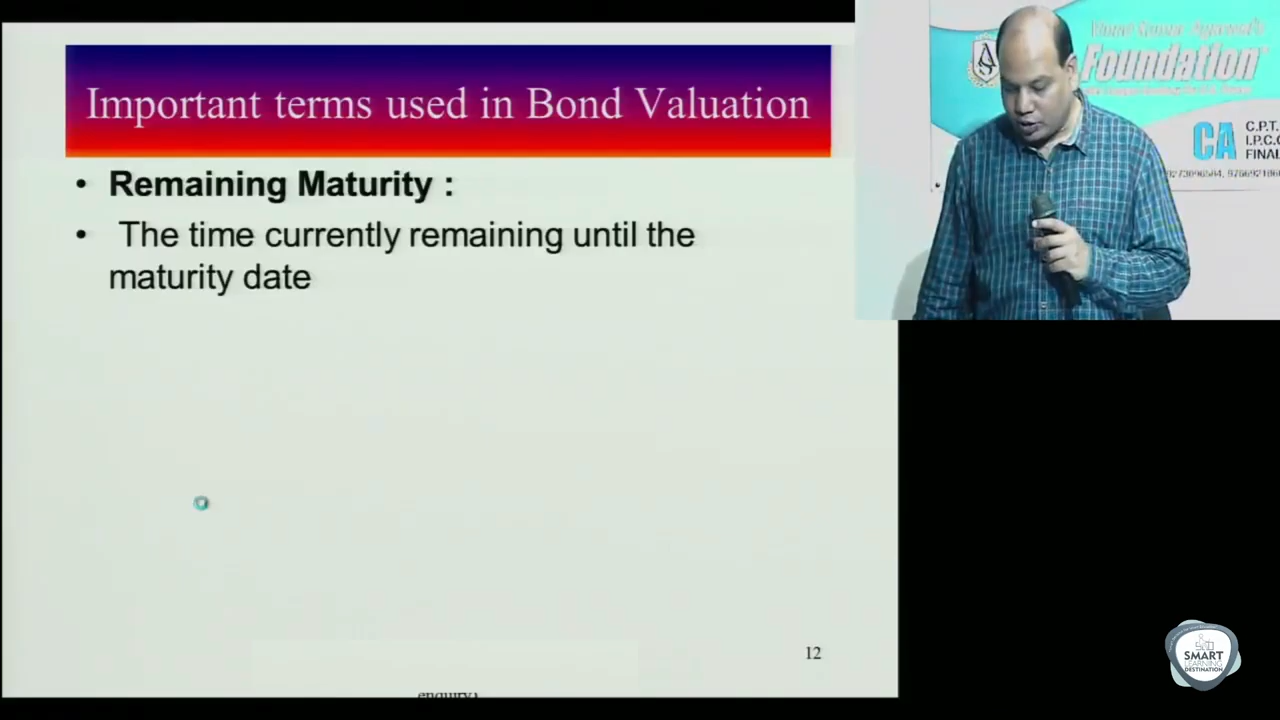 Important terms used in Bond Valuation
• Remaining Maturity :
• The time currently remaining until the
maturity date
12
enquiry)
Foundation
CA
C.P.T.
I.P.C.C
FINAL
SMART
LEARNING
DESTINATION